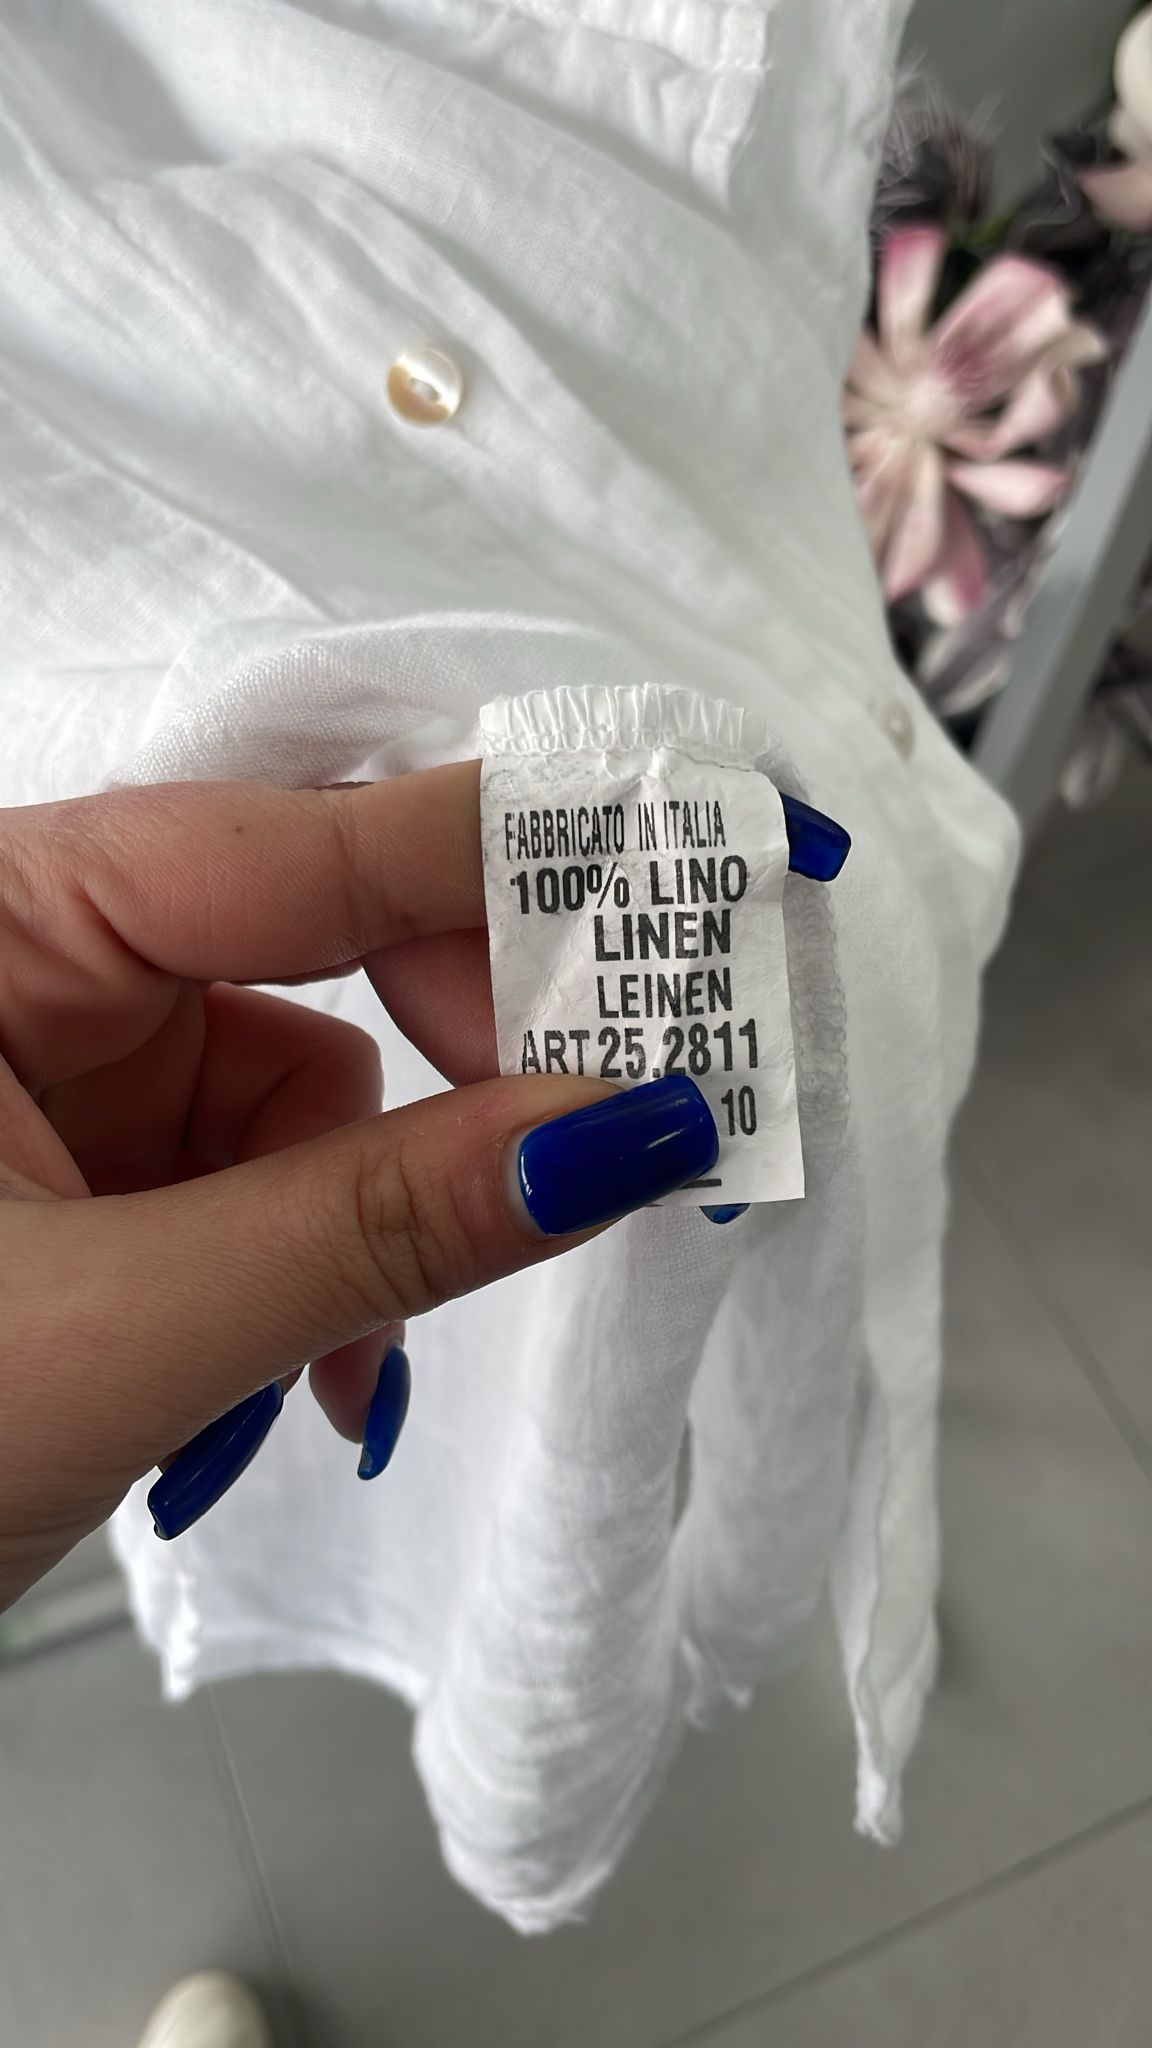 FABBRICATO IN ITALIA
100% LINO
LINEN
LEINEN
ART 25.2811
10